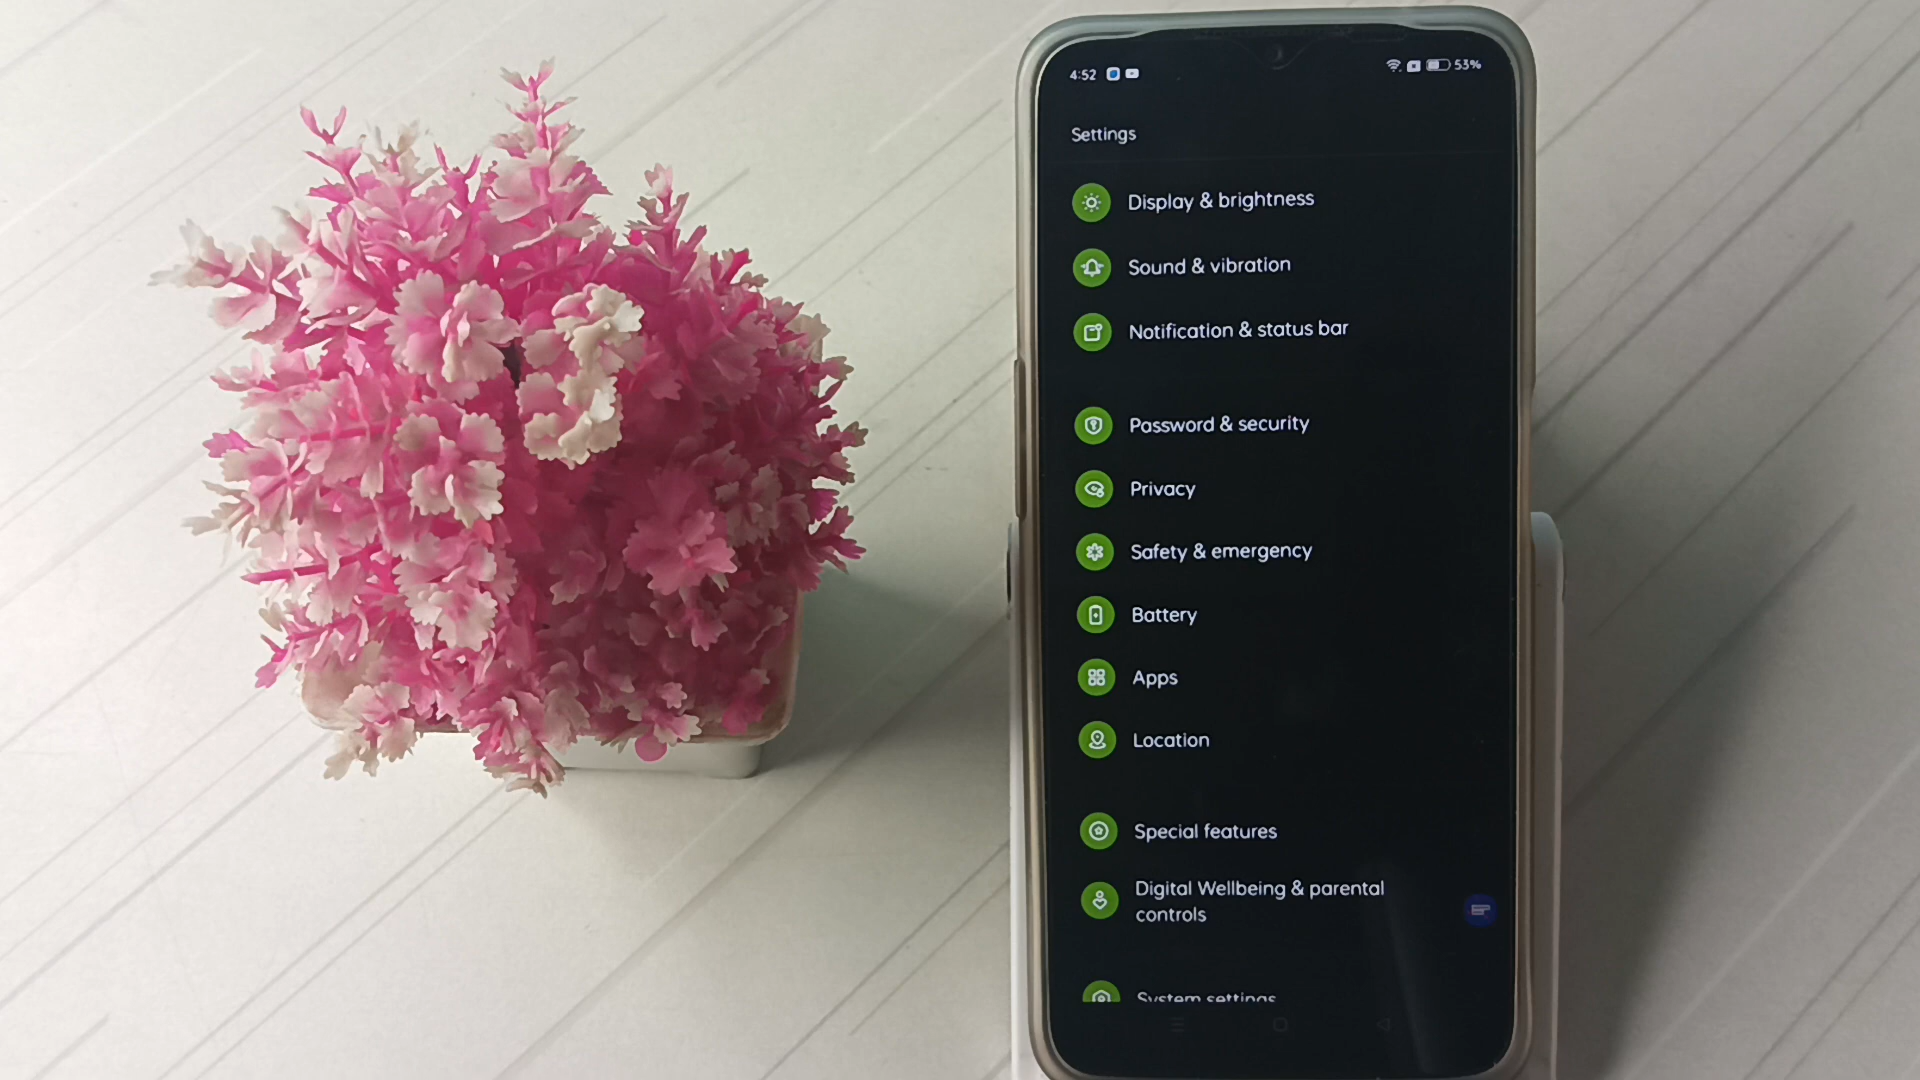 4:52 53%
Settings
Display & brightness
Sound & vibration
Notification & status bar
Password & security
Privacy
Safety & emergency
Battery
Apps
Location
Special features
Digital Wellbeing & parental
controls
System settings